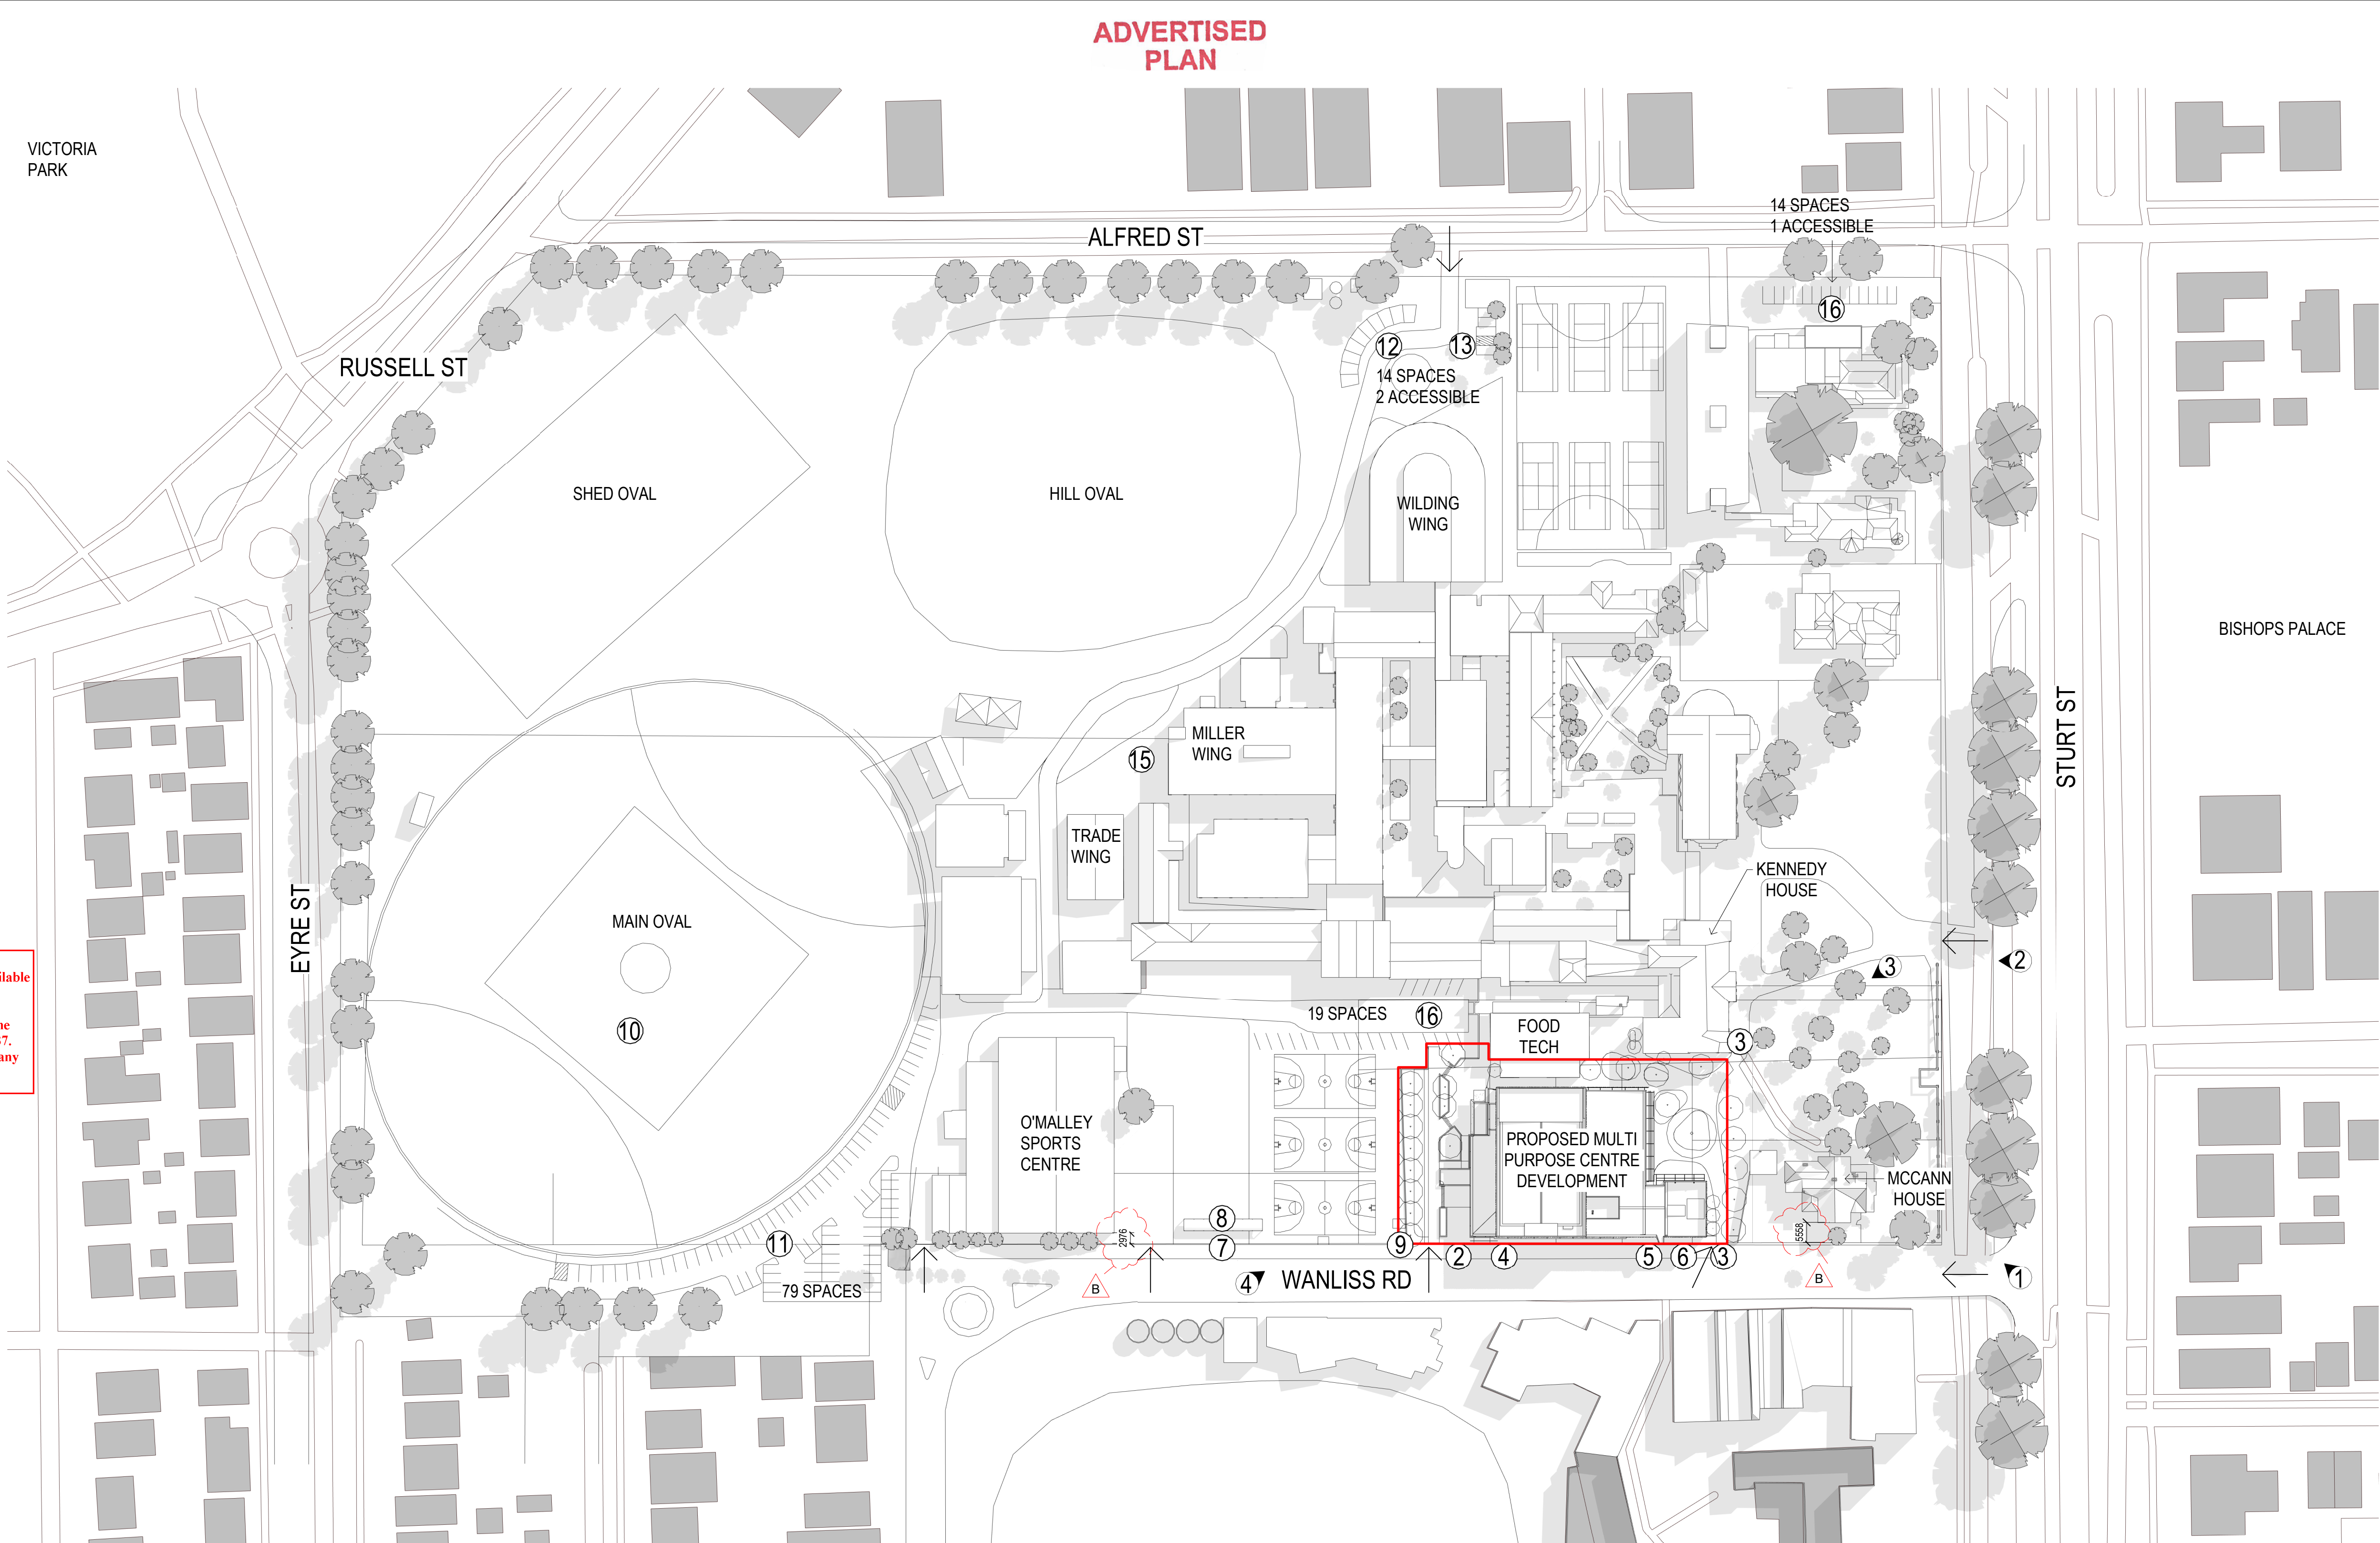 ADVERTISED
PLAN
VICTORIA
PARK
14 SPACES
1 ACCESSIBLE
ALFRED ST
16
RUSSELL ST
12
13
14 SPACES
2 ACCESSIBLE
SHED OVAL
HILL OVAL
WILDING
WING
BISHOPS PALACE
STURT ST
MILLER
WING
15
TRADE
WING
KENNEDY
HOUSE
EYRE ST
MAIN OVAL
3
2
any
10
19 SPACES
16
FOOD
TECH
3
O'MALLEY
SPORTS
CENTRE
PROPOSED MULTI
PURPOSE CENTRE
DEVELOPMENT
MCCANN
HOUSE
8
2976
5558
11
7
9
2
4
5
6
3
79 SPACES
B
4
WANLISS RD
B
1